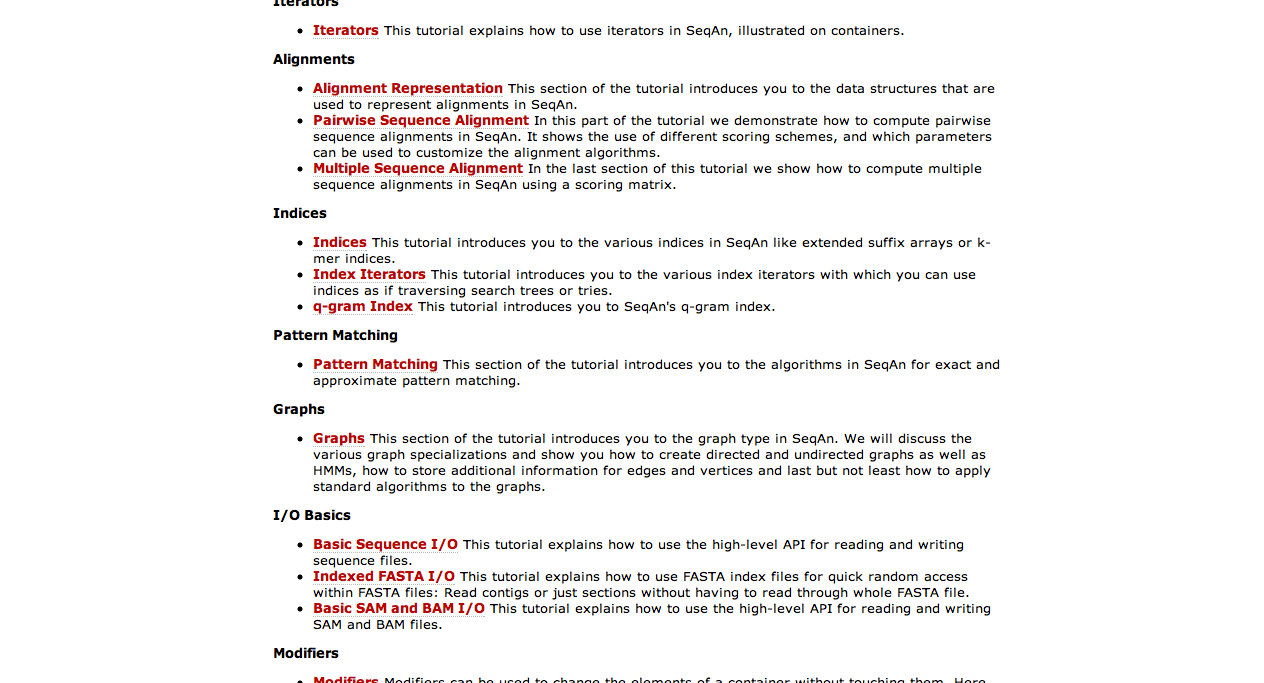 Iterators
• Iterators This tutorial explains how to use iterators in SeqAn, illustrated on containers.
Alignments
• Alignment Representation This section of the tutorial introduces you to the data structures that are
used to represent alignments in SeqAn.
• Pairwise Sequence Alignment In this part of the tutorial we demonstrate how to compute pairwise
sequence alignments in SeqAn. It shows the use of different scoring schemes, and which parameters
can be used to customize the alignment algorithms.
• Multiple Sequence Alignment In the last section of this tutorial we show how to compute multiple
sequence alignments in SeqAn using a scoring matrix.
Indices
• Indices This tutorial introduces you to the various indices in SeqAn like extended suffix arrays or k-
mer indices.
• Index Iterators This tutorial introduces you to the various index iterators with which you can use
indices as if traversing search trees or tries.
• q-gram Index This tutorial introduces you to SeqAn's q-gram index.
Pattern Matching
• Pattern Matching This section of the tutorial introduces you to the algorithms in SeqAn for exact and
approximate pattern matching.
Graphs
• Graphs This section of the tutorial introduces you to the graph type in SeqAn. We will discuss the
various graph specializations and show you how to create directed and undirected graphs as well as
HMMs, how to store additional information for edges and vertices and last but not least how to apply
standard algorithms to the graphs.
I/O Basics
• Basic Sequence I/O This tutorial explains how to use the high-level API for reading and writing
sequence files.
• Indexed FASTA I/O This tutorial explains how to use FASTA index files for quick random access
within FASTA files: Read contigs or just sections without having to read through whole FASTA file.
• Basic SAM and BAM I/O This tutorial explains how to use the high-level API for reading and writing
SAM and BAM files.
Modifiers
• Modifiers Modifiers can be used to change the elements of a container without touching them. Here